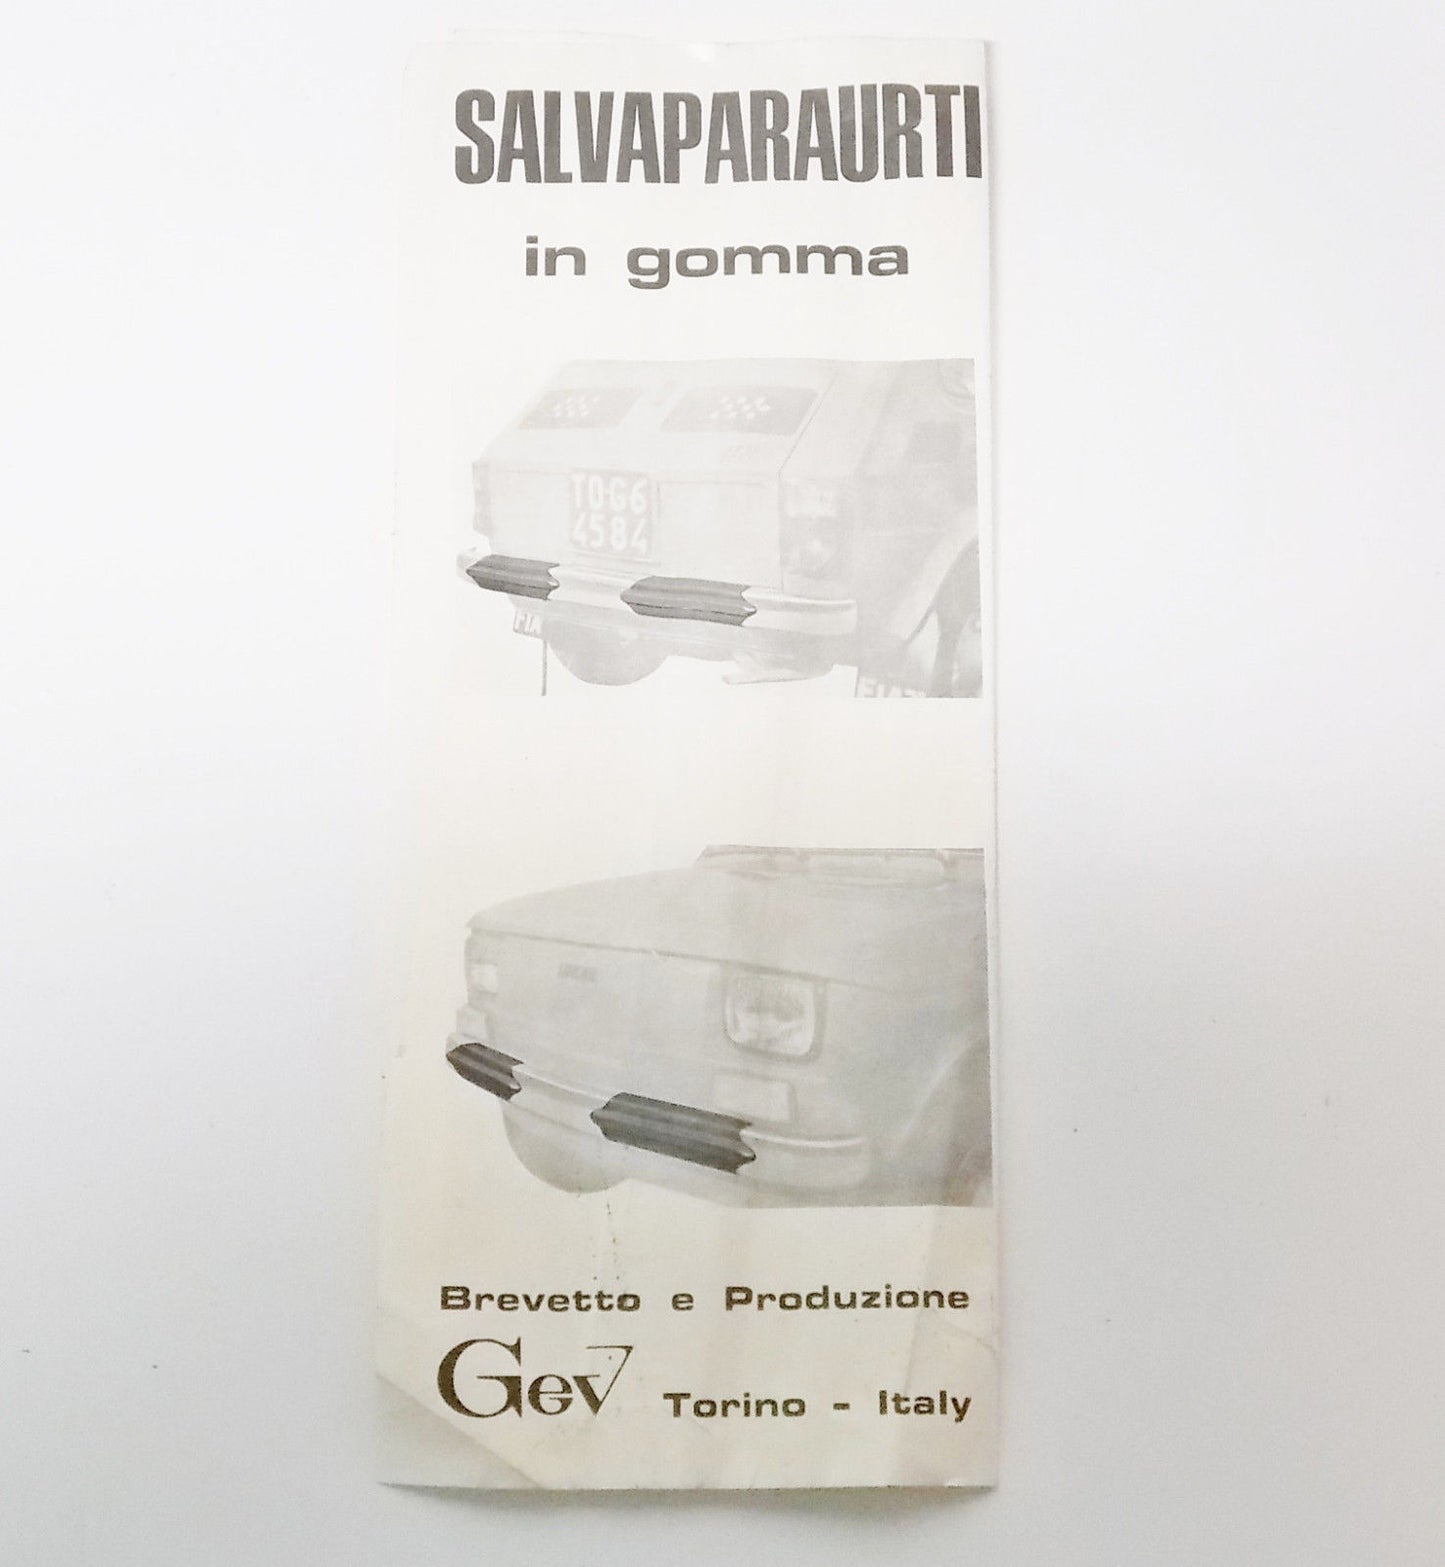 SALVAPARAURTI
in gomma
TO·G6
4584
Brevetto e Produzione
Gev Torino - Italy